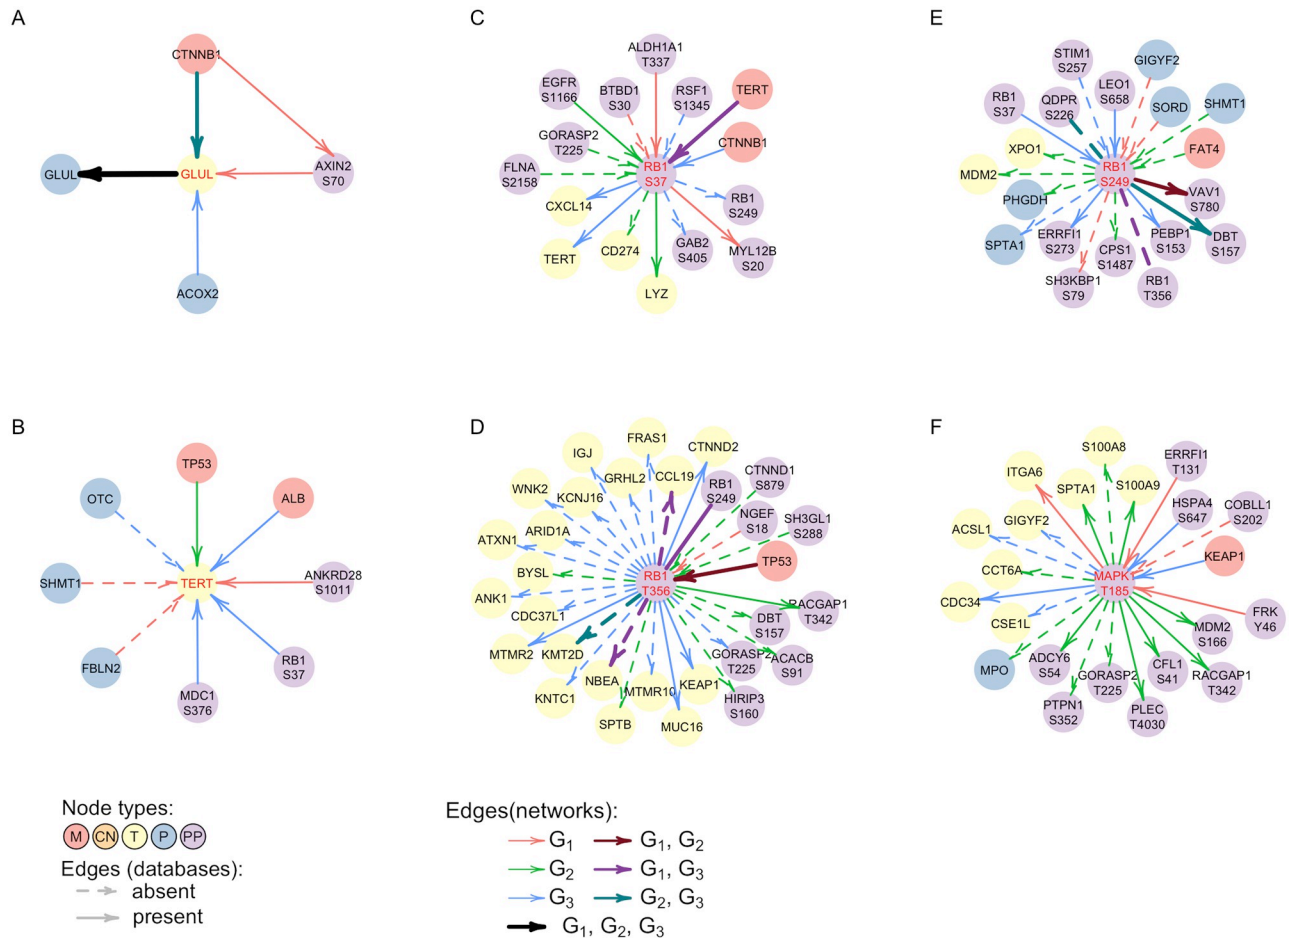 A
CTNNB1
GLUL
GLUL
AXIN2
S70
ACOX2
B
TP53
OTC
ALB
SHMT1
TERT
ANKRD28
S1011
FBLN2
RB1
S37
MDC1
S376
C
ALDH1A1
T337
EGFR
S1166
BTBD1
S30
RSF1
S1345
TERT
GORASP2
T225
CTNNB1
FLNA
S2158
RB1
S37
CXCL14
RB1
S249
TERT
CD274
GAB2
S405
MYL12B
S20
LYZ
D
FRAS1
IGJ
CTNND2
WNK2
KCNJ16
GRHL2
CCL19
RB1
S249
CTNND1
S879
ATXN1
ARID1A
NGEF
S18
SH3GL1
S288
BYSL
RB1
T356
TP53
ANK1
CDC37L1
RACGAP1
T342
DBT
S157
MTMR2
KMT2D
GORASP2
T225
ACACB
S91
KNTC1
NBEA
MTMR10
KEAP1
HIRIP3
S160
SPTB
MUC16
E
STIM1
S257
GIGYF2
RB1
S37
QDPR
S226
LEO1
S658
SORD
SHMT1
XPO1
FAT4
MDM2
RB1
S249
PHGDH
VAV1
S780
SPTA1
ERRFI1
S273
CPS1
S1487
PEBP1
S153
DBT
S157
SH3KBP1
S79
RB1
T356
F
S100A8
ITGA6
SPTA1
S100A9
ERRFI1
T131
ACSL1
GIGYF2
HSPA4
S647
COBLL1
S202
CCT6A
MAPK1
T185
KEAP1
CDC34
CSE1L
FRK
Y46
MDM2
S166
MPO
ADCY6
S54
GORASP2
T225
CFL1
S41
RACGAP1
T342
PTPN1
S352
PLEC
T4030
Node types:
M CN T P PP
Edges (databases):
absent
present
Edges(networks):
G1 G1, G2
G2 G1, G3
G3 G2, G3
G1, G2, G3